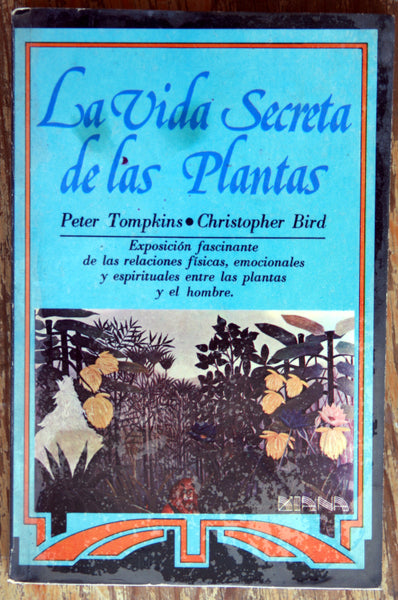 La Vida Secreta
de las Plantas
Peter Tompkins • Christopher Bird
Exposición fascinante
de las relaciones físicas, emocionales
y espirituales entre las plantas
y el hombre.
DIANA